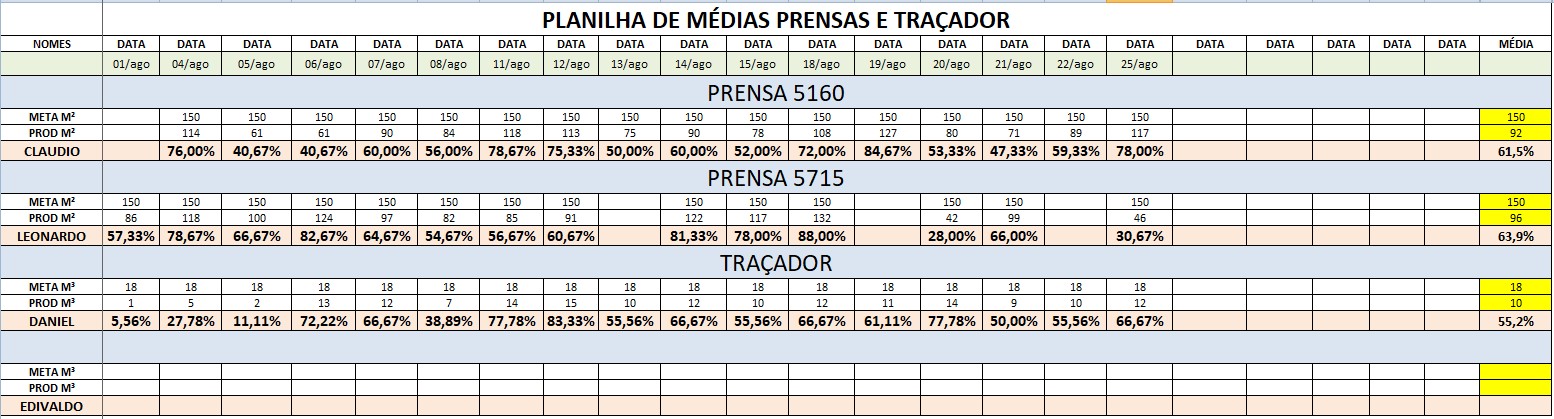 PLANILHA DE MÉDIAS PRENSAS E TRAÇADOR
NOMES DATA DATA DATA DATA DATA DATA DATA DATA DATA DATA DATA DATA DATA DATA DATA DATA DATA DATA DATA DATA DATA DATA MÉDIA
01/ago 04/ago 05/ago 06/ago 07/ago 08/ago 11/ago 12/ago 13/ago 14/ago 15/ago 18/ago 19/ago 20/ago 21/ago 22/ago 25/ago
PRENSA 5160
META M² 150 150 150 150 150 150 150 150 150 150 150 150 150 150 150 150 150
PROD M² 114 61 61 90 84 118 113 75 90 78 108 127 80 71 89 117 92
CLAUDIO 76,00% 40,67% 40,67% 60,00% 56,00% 78,67% 75,33% 50,00% 60,00% 52,00% 72,00% 84,67% 53,33% 47,33% 59,33% 78,00% 61,5%
PRENSA 5715
META M² 150 150 150 150 150 150 150 150 150 150 150 150 150 150 150
PROD M² 86 118 100 124 97 82 85 91 122 117 132 42 99 46 96
LEONARDO 57,33% 78,67% 66,67% 82,67% 64,67% 54,67% 56,67% 60,67% 81,33% 78,00% 88,00% 28,00% 66,00% 30,67% 63,9%
TRAÇADOR
META M³ 18 18 18 18 18 18 18 18 18 18 18 18 18 18 18 18 18 18
PROD M³ 1 5 2 13 12 7 14 15 10 12 10 12 11 14 9 10 12 10
DANIEL 5,56% 27,78% 11,11% 72,22% 66,67% 38,89% 77,78% 83,33% 55,56% 66,67% 55,56% 66,67% 61,11% 77,78% 50,00% 55,56% 66,67% 55,2%
META M³
PROD M³
EDIVALDO